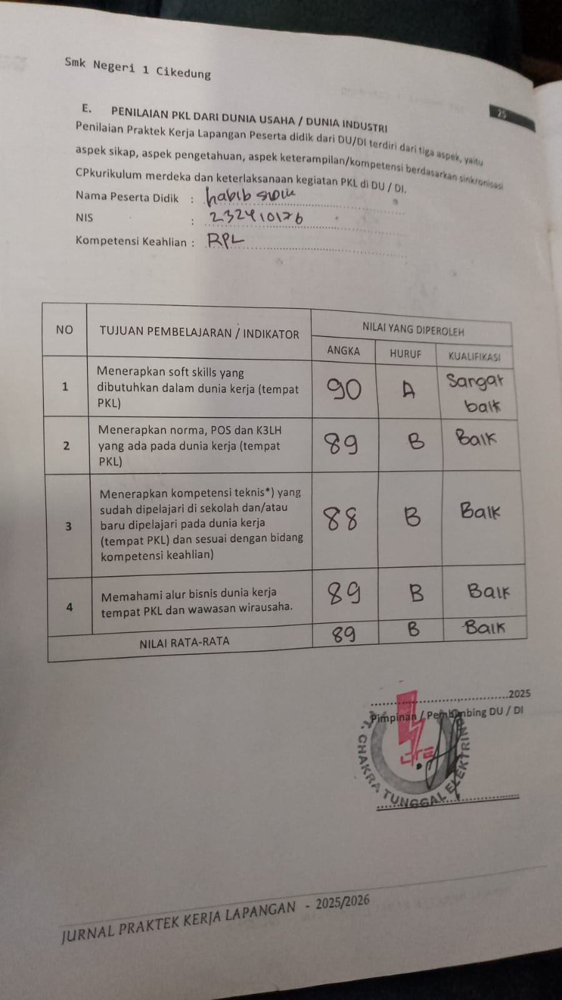 Smk Negeri 1 Cikedung
25
E. PENILAIAN PKL DARI DUNIA USAHA / DUNIA INDUSTRI
Penilaian Praktek Kerja Lapangan Peserta didik dari DU/DI terdiri dari tiga aspek, yaitu
aspek sikap, aspek pengetahuan, aspek keterampilan/kompetensi berdasarkan sinkronisasi
CPkurikulum merdeka dan keterlaksanaan kegiatan PKL di DU / DI.
Nama Peserta Didik : habib
NIS : 232410176
Kompetensi Keahlian : RPL
NO TUJUAN PEMBELAJARAN / INDIKATOR NILAI YANG DIPEROLEH
ANGKA HURUF KUALIFIKASI
Menerapkan soft skills yang
1 dibutuhkan dalam dunia kerja (tempat 90 A Sangat
PKL) baik
Menerapkan norma, POS dan K3LH
2 yang ada pada dunia kerja (tempat 89 B Baik
PKL)
Menerapkan kompetensi teknis*) yang
sudah dipelajari di sekolah dan/atau
3 baru dipelajari pada dunia kerja 88 B Baik
(tempat PKL) dan sesuai dengan bidang
kompetensi keahlian)
4 Memahami alur bisnis dunia kerja 89 B Baik
tempat PKL dan wawasan wirausaha.
NILAI RATA-RATA 89 B Baik
....................,............2025
Pimpinan / Pembimbing DU / DI
CHAKRA TUNGGAL
JURNAL PRAKTEK KERJA LAPANGAN - 2025/2026